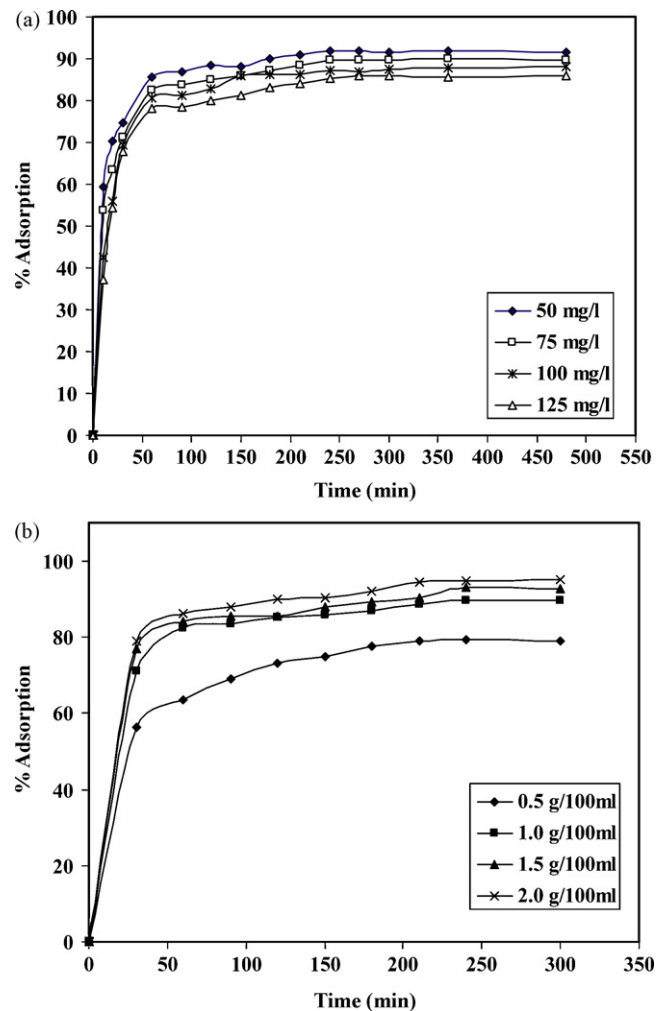 (a)
100
90
80
70
60
50
40
30
20
10
0
% Adsorption
0 50 100 150 200 250 300 350 400 450 500 550
Time (min)
50 mg/l
75 mg/l
100 mg/l
125 mg/l
(b)
100
80
60
40
20
0
% Adsorption
0 50 100 150 200 250 300 350
Time (min)
0.5 g/100ml
1.0 g/100ml
1.5 g/100ml
2.0 g/100ml